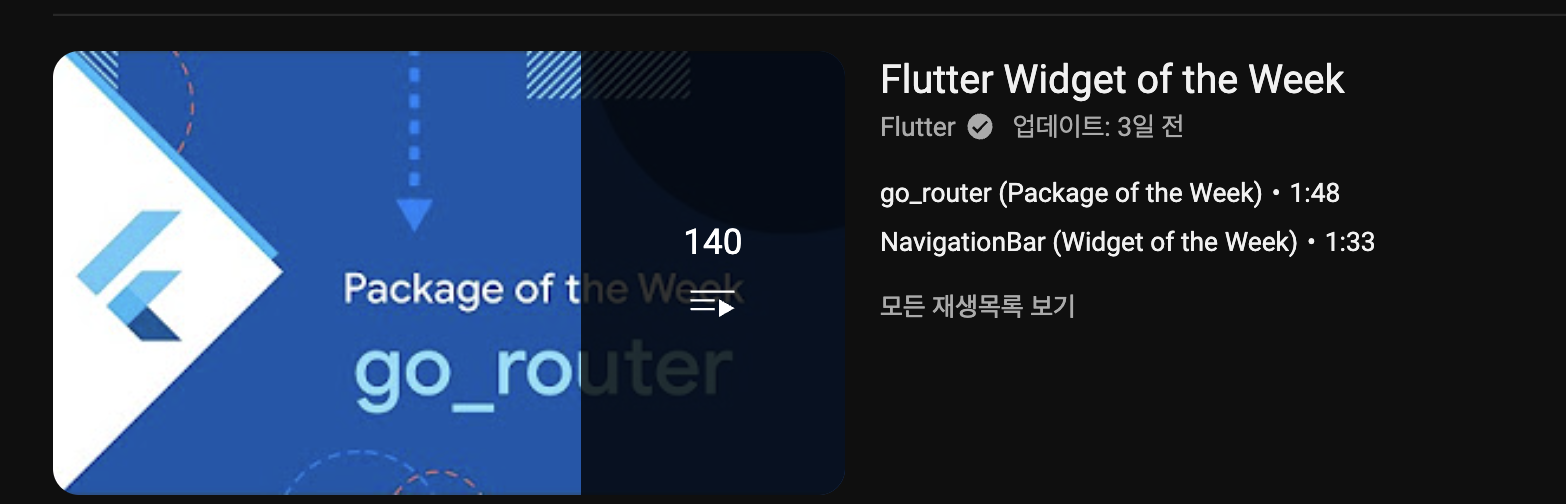 Package of the Week
go_router
140
Flutter Widget of the Week
Flutter 업데이트: 3일 전
go_router (Package of the Week) • 1:48
NavigationBar (Widget of the Week) • 1:33
모든 재생목록 보기